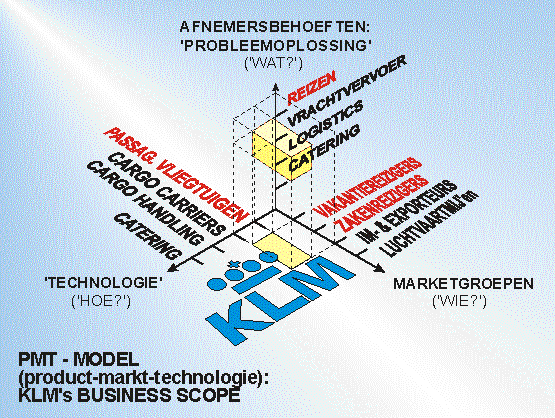 AFNEMERSBEHOEFTEN:
'PROBLEEMOPLOSSING'
('WAT?')
REIZEN
VRACHTVERVOER
LOGISTICS
CATERING
PASSAG. VLIEGTUIGEN
CARGO CARRIERS
CARGO HANDLING
CATERING
VAKANTIEREIZIGERS
ZAKENREIZIGERS
IM- & EXPORTEURS
LUCHTVAARTMIJ'en
'TECHNOLOGIE'
('HOE?')
MARKETGROEPEN
('WIE?')
KLM
PMT - MODEL
(product-markt-technologie):
KLM's BUSINESS SCOPE